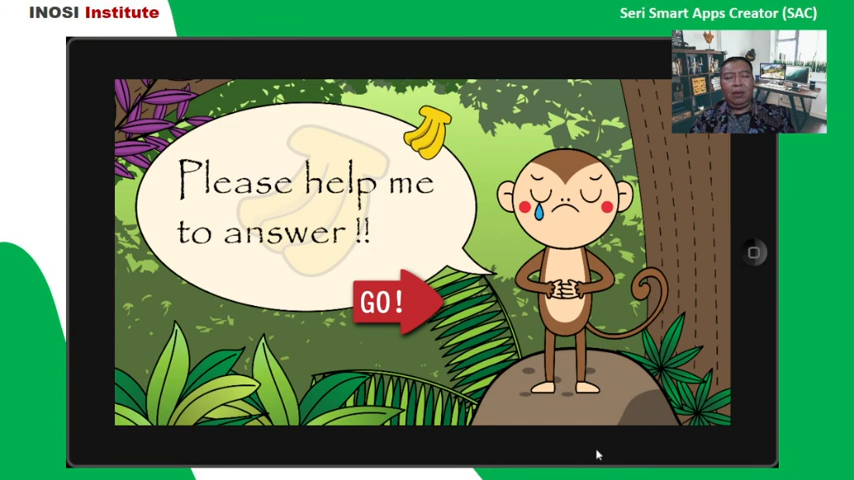 INOSI Institute
Seri Smart Apps Creator (SAC)
Please help me
to answer !!
GO!